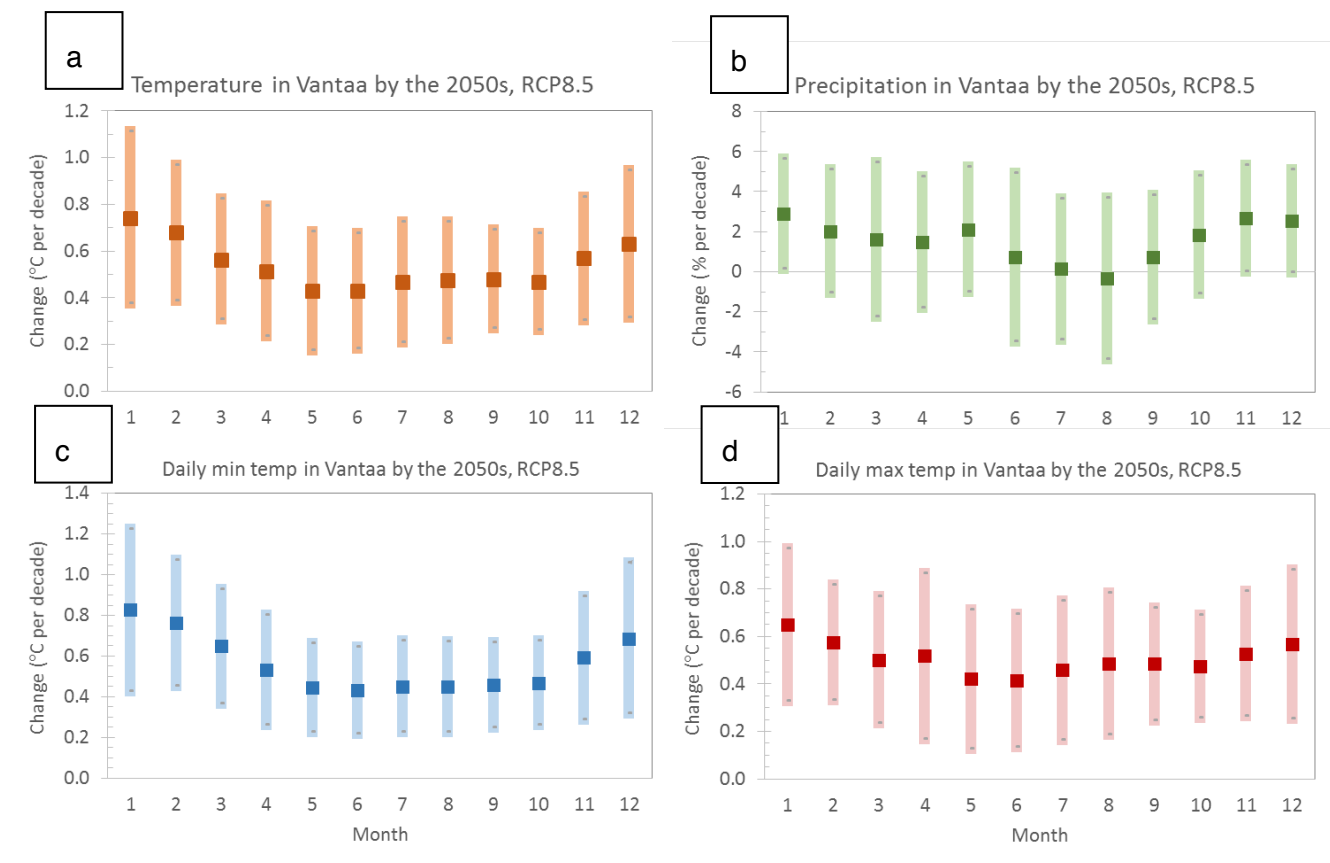 a
Temperature in Vantaa by the 2050s, RCP8.5
Change (°C per decade)
1.2
1.0
0.8
0.6
0.4
0.2
0.0
1 2 3 4 5 6 7 8 9 10 11 12
b
Precipitation in Vantaa by the 2050s, RCP8.5
Change ( % per decade)
8
6
4
2
0
-2
-4
-6
1 2 3 4 5 6 7 8 9 10 11 12
c
Daily min temp in Vantaa by the 2050s, RCP8.5
Change (°C per decade)
1.4
1.2
1.0
0.8
0.6
0.4
0.2
0.0
1 2 3 4 5 6 7 8 9 10 11 12
Month
d
Daily max temp in Vantaa by the 2050s, RCP8.5
Change (°C per decade)
1.2
1.0
0.8
0.6
0.4
0.2
0.0
1 2 3 4 5 6 7 8 9 10 11 12
Month